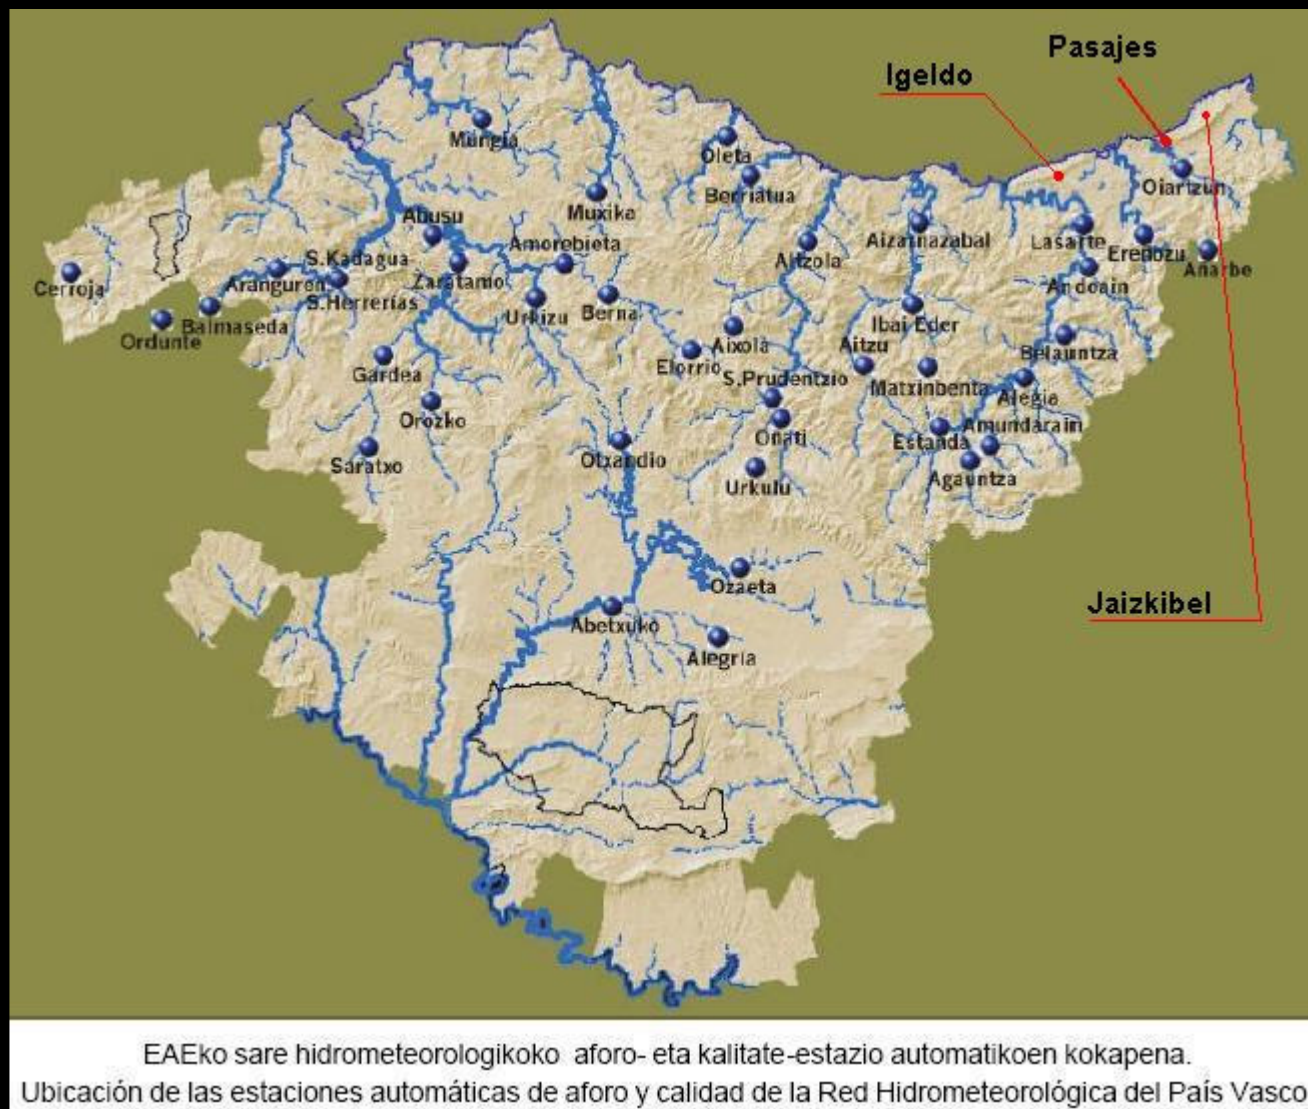 Pasajes
Igeldo
Mungia
Oleta
Oiartzun
Berriatua
Muxika
Abusu
Amorebieta
Aizarnazabal
Lasarte
Erenozu
Altzola
Añarbe
S.Kadagua
Zaratamo
Aranguren
Cerroja
Andoain
S.Herrerías
Urkizu
Berna
Ibai Eder
Balmaseda
Ordunte
Aixola
Aitzu
Belauntza
Elorrio
Gardea
S.Prudentzio
Matxinbenta
Alegia
Orozko
Amundarain
Oñati
Estanda
Otxandio
Saratxo
Agauntza
Urkulu
Ozaeta
Jaizkibel
Abetxuko
Alegría
EAEko sare hidrometeorologikoko aforo- eta kalitate-estazio automatikoen kokapena.
Ubicación de las estaciones automáticas de aforo y calidad de la Red Hidrometeorológica del País Vasco